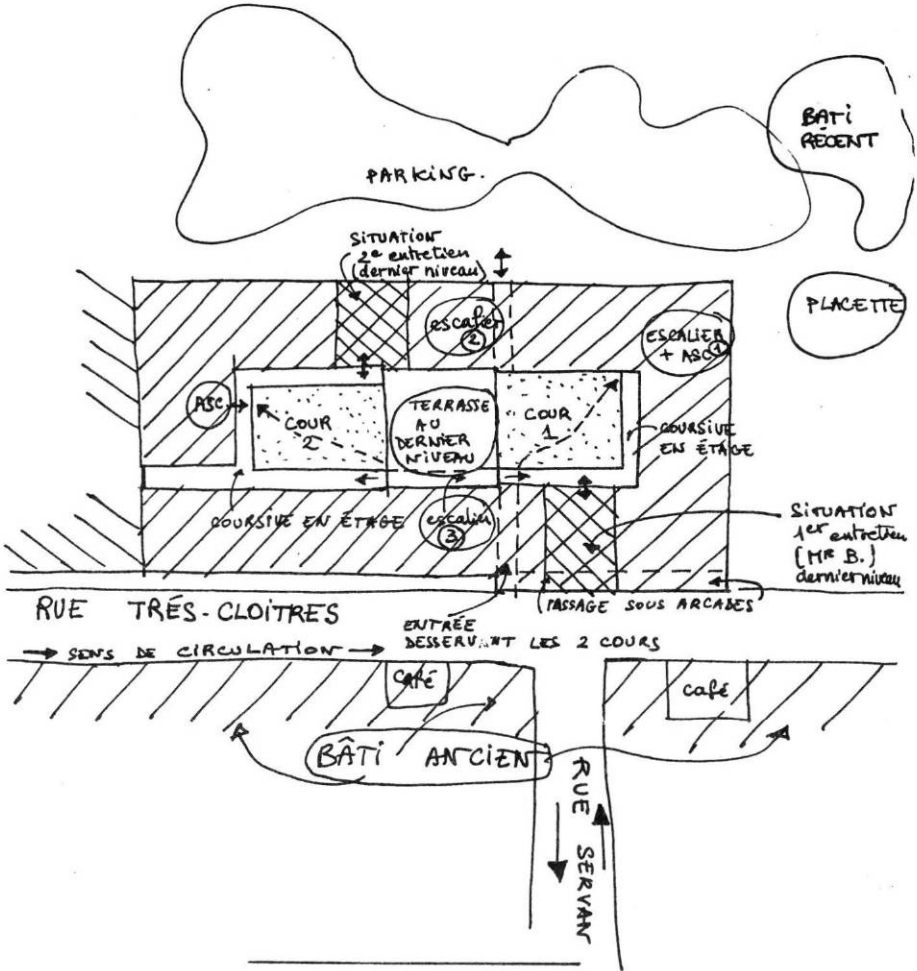 BATI
RÉCENT
PARKING.
SITUATION
2e entretien
(dernier niveau)
PLACETTE
escalier
2
ESCALIER
+ ASC 1
ASC
COUR
2
TERRASSE
AU
DERNIER
NIVEAU
COUR
1
COURSIVE
EN ÉTAGE
COURSIVE EN ÉTAGE
escalier
3
SITUATION
1er entretien
(MR B.)
dernier niveau
RUE TRÉS-CLOITRES
PASSAGE SOUS ARCADES
ENTRÉE
DESSERVANT LES 2 COURS
SENS DE CIRCULATION
CAFÉ
café
BÂTI ANCIEN
RUE SERVAN